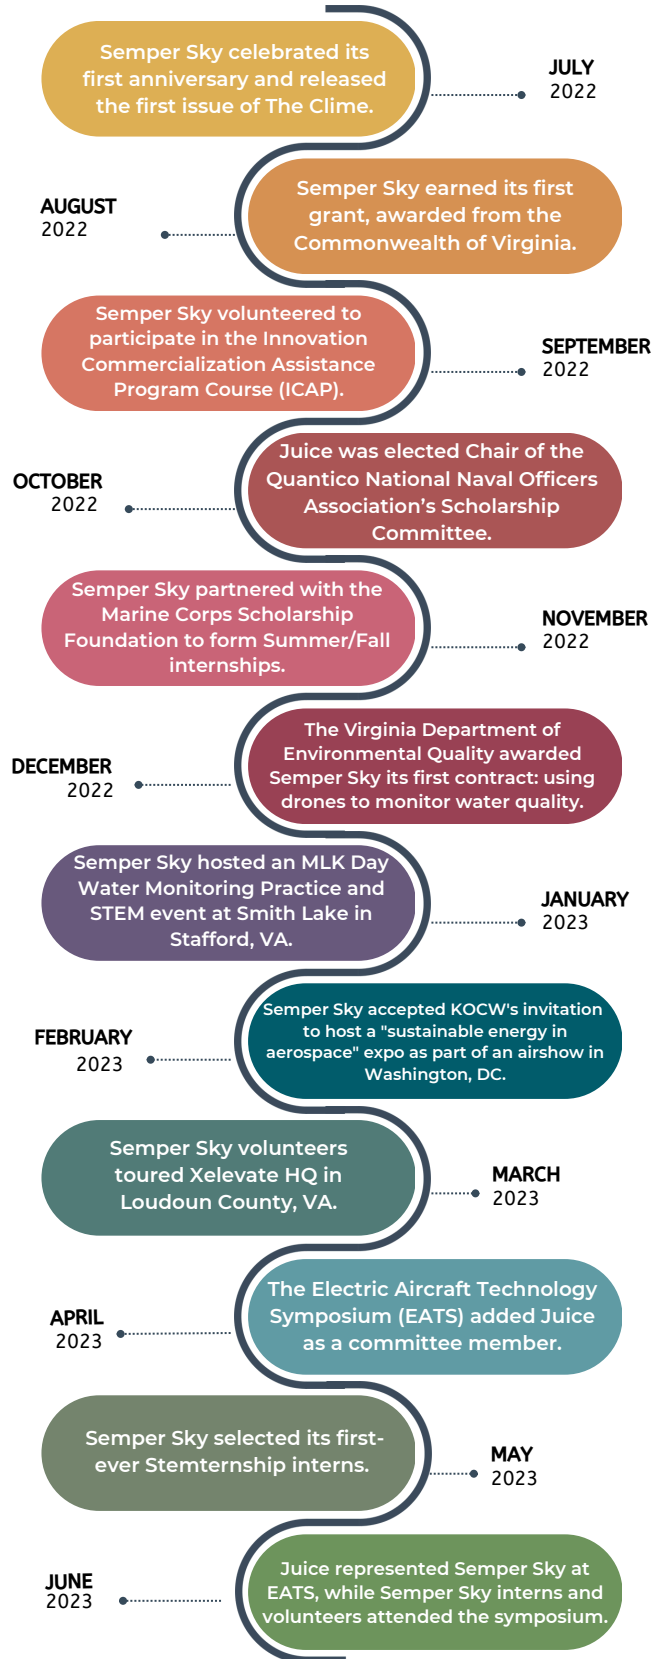 Semper Sky celebrated its
first anniversary and released
the first issue of The Clime.
JULY
2022
AUGUST
2022
Semper Sky earned its first
grant, awarded from the
Commonwealth of Virginia.
Semper Sky volunteered to
participate in the Innovation
Commercialization Assistance
Program Course (ICAP).
SEPTEMBER
2022
OCTOBER
2022
Juice was elected Chair of the
Quantico National Naval Officers
Association’s Scholarship
Committee.
Semper Sky partnered with the
Marine Corps Scholarship
Foundation to form Summer/Fall
internships.
NOVEMBER
2022
DECEMBER
2022
The Virginia Department of
Environmental Quality awarded
Semper Sky its first contract: using
drones to monitor water quality.
Semper Sky hosted an MLK Day
Water Monitoring Practice and
STEM event at Smith Lake in
Stafford, VA.
JANUARY
2023
FEBRUARY
2023
Semper Sky accepted KOCW's invitation
to host a "sustainable energy in
aerospace" expo as part of an airshow in
Washington, DC.
Semper Sky volunteers
toured Xelevate HQ in
Loudoun County, VA.
MARCH
2023
APRIL
2023
The Electric Aircraft Technology
Symposium (EATS) added Juice
as a committee member.
Semper Sky selected its first-
ever Stemternship interns.
MAY
2023
JUNE
2023
Juice represented Semper Sky at
EATS, while Semper Sky interns and
volunteers attended the symposium.